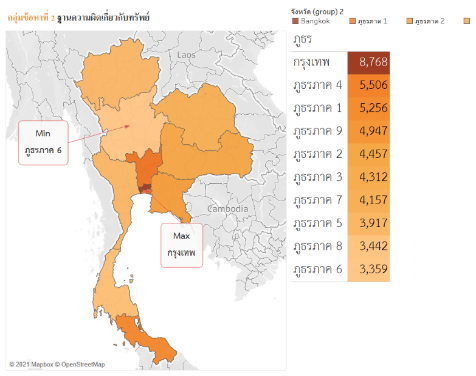 กลุ่มข้อหาที่ 2 ฐานความผิดเกี่ยวกับทรัพย์
จังหวัด (group) 2
Bangkok ภูธรภาค 1 ภูธรภาค 2
ภูธร
กรุงเทพ 8,768
ภูธรภาค 4 5,506
ภูธรภาค 1 5,256
ภูธรภาค 9 4,947
ภูธรภาค 2 4,457
ภูธรภาค 3 4,312
ภูธรภาค 7 4,157
ภูธรภาค 5 3,917
ภูธรภาค 8 3,442
ภูธรภาค 6 3,359
Laos
Min
ภูธรภาค 6
Cambodia
Max
กรุงเทพ
© 2021 Mapbox © OpenStreetMap